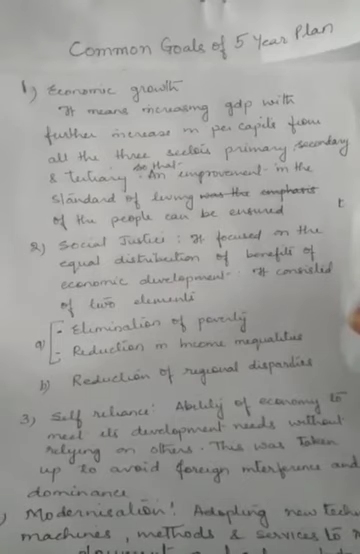 Common Goals of 5 Year Plan
1) Economic growth
It means increasing gdp with
further increase in per capita from
all the three sectors primary, secondary
& tertiary so that An improvement in the
standard of living was the emphasis
of the people can be ensured
2) Social Justice : It focused on the
equal distribution of benefits of
economic development : It consisted
of two elements
a) - Elimination of poverty
- Reduction in Income inequalities
b) Reduction of regional disparities
3) Self reliance: Ability of economy to
meet its development needs without
relying on others. This was taken
up to avoid foreign interference and
dominance
) Modernisation: Adopting new tech
machines, methods & services to